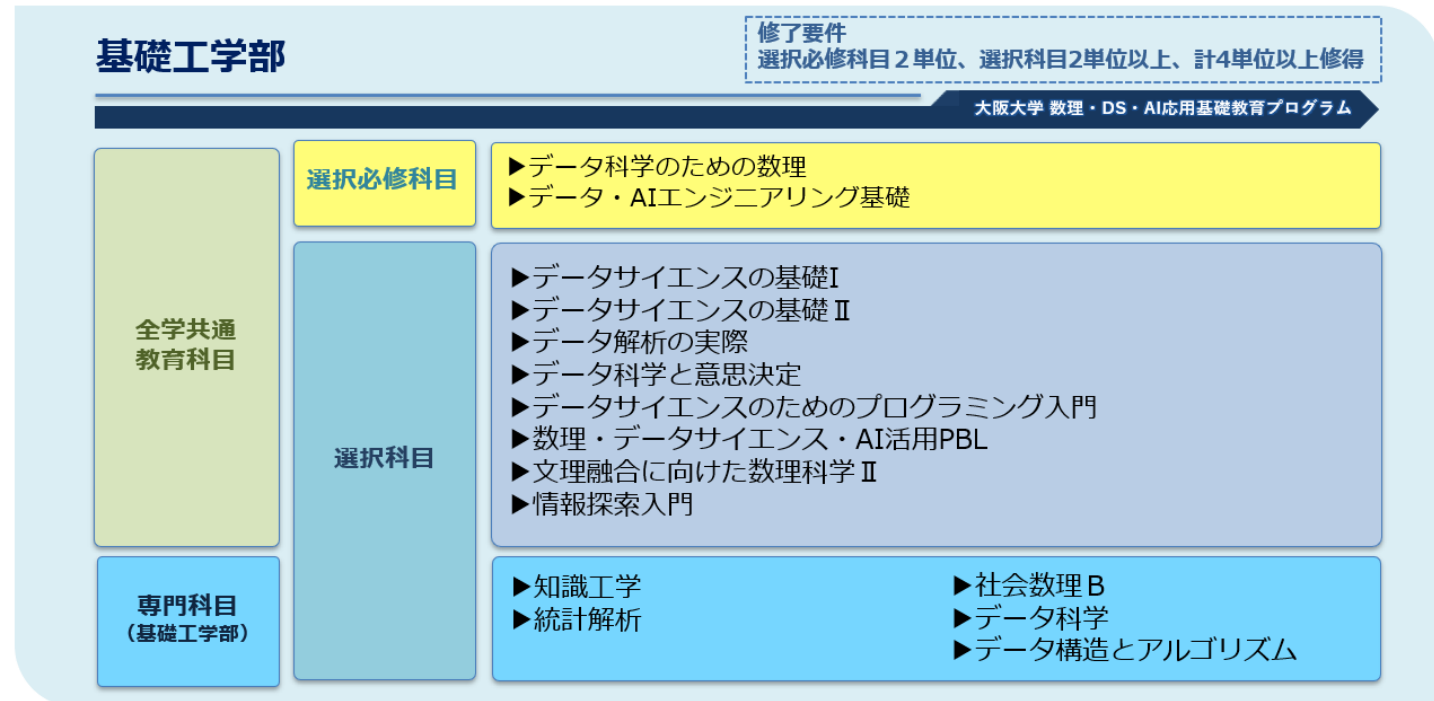 基礎工学部
修了要件
選択必修科目２単位、選択科目2単位以上、計4単位以上修得
大阪大学 数理・DS・AI応用基礎教育プログラム
全学共通
教育科目
選択必修科目
▶データ科学のための数理
▶データ・AIエンジニアリング基礎
選択科目
▶データサイエンスの基礎I
▶データサイエンスの基礎Ⅱ
▶データ解析の実際
▶データ科学と意思決定
▶データサイエンスのためのプログラミング入門
▶数理・データサイエンス・AI活用PBL
▶文理融合に向けた数理科学Ⅱ
▶情報探索入門
専門科目
（基礎工学部）
▶知識工学
▶統計解析
▶社会数理Ｂ
▶データ科学
▶データ構造とアルゴリズム